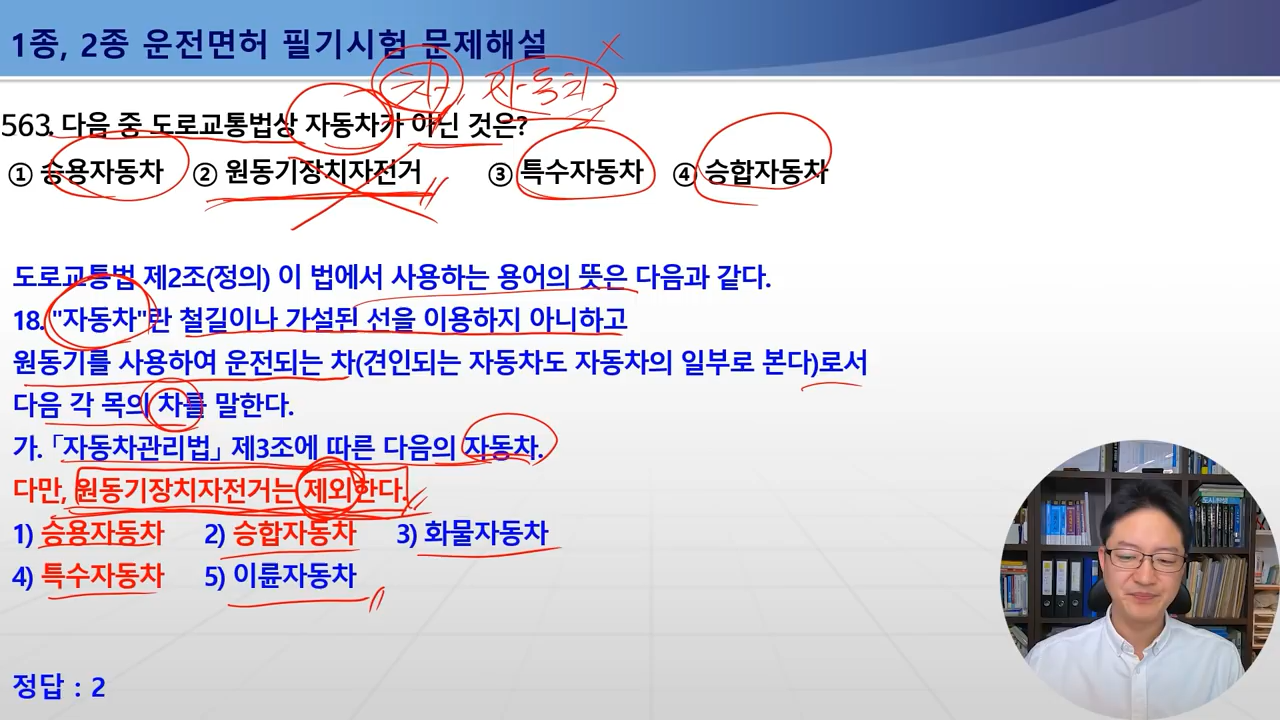 1종, 2종 운전면허 필기시험 문제해설
차, 자동차
563. 다음 중 도로교통법상 자동차가 아닌 것은?
① 승용자동차 ② 원동기장치자전거 ③ 특수자동차 ④ 승합자동차
도로교통법 제2조(정의) 이 법에서 사용하는 용어의 뜻은 다음과 같다.
18. "자동차"란 철길이나 가설된 선을 이용하지 아니하고
원동기를 사용하여 운전되는 차(견인되는 자동차도 자동차의 일부로 본다)로서
다음 각 목의 차를 말한다.
가. 「자동차관리법」 제3조에 따른 다음의 자동차.
다만, 원동기장치자전거는 제외한다.
1) 승용자동차 2) 승합자동차 3) 화물자동차
4) 특수자동차 5) 이륜자동차
정답 : 2